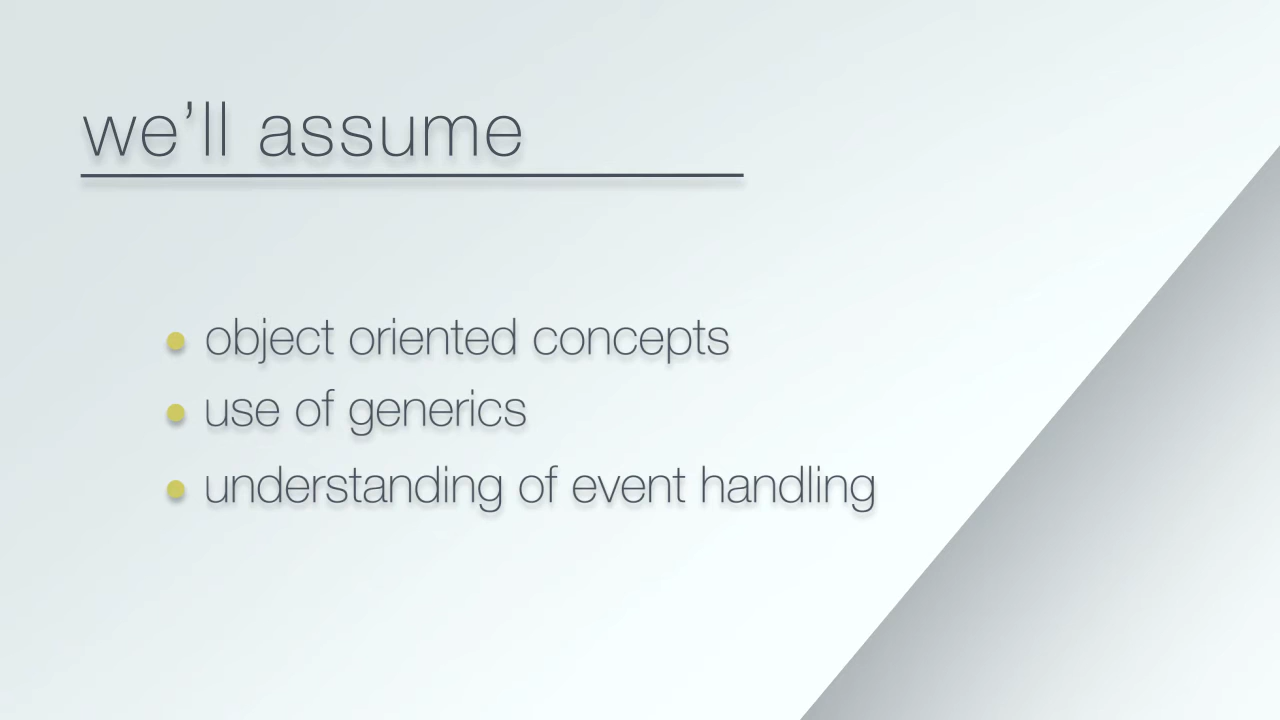 we’ll assume
object oriented concepts
use of generics
understanding of event handling